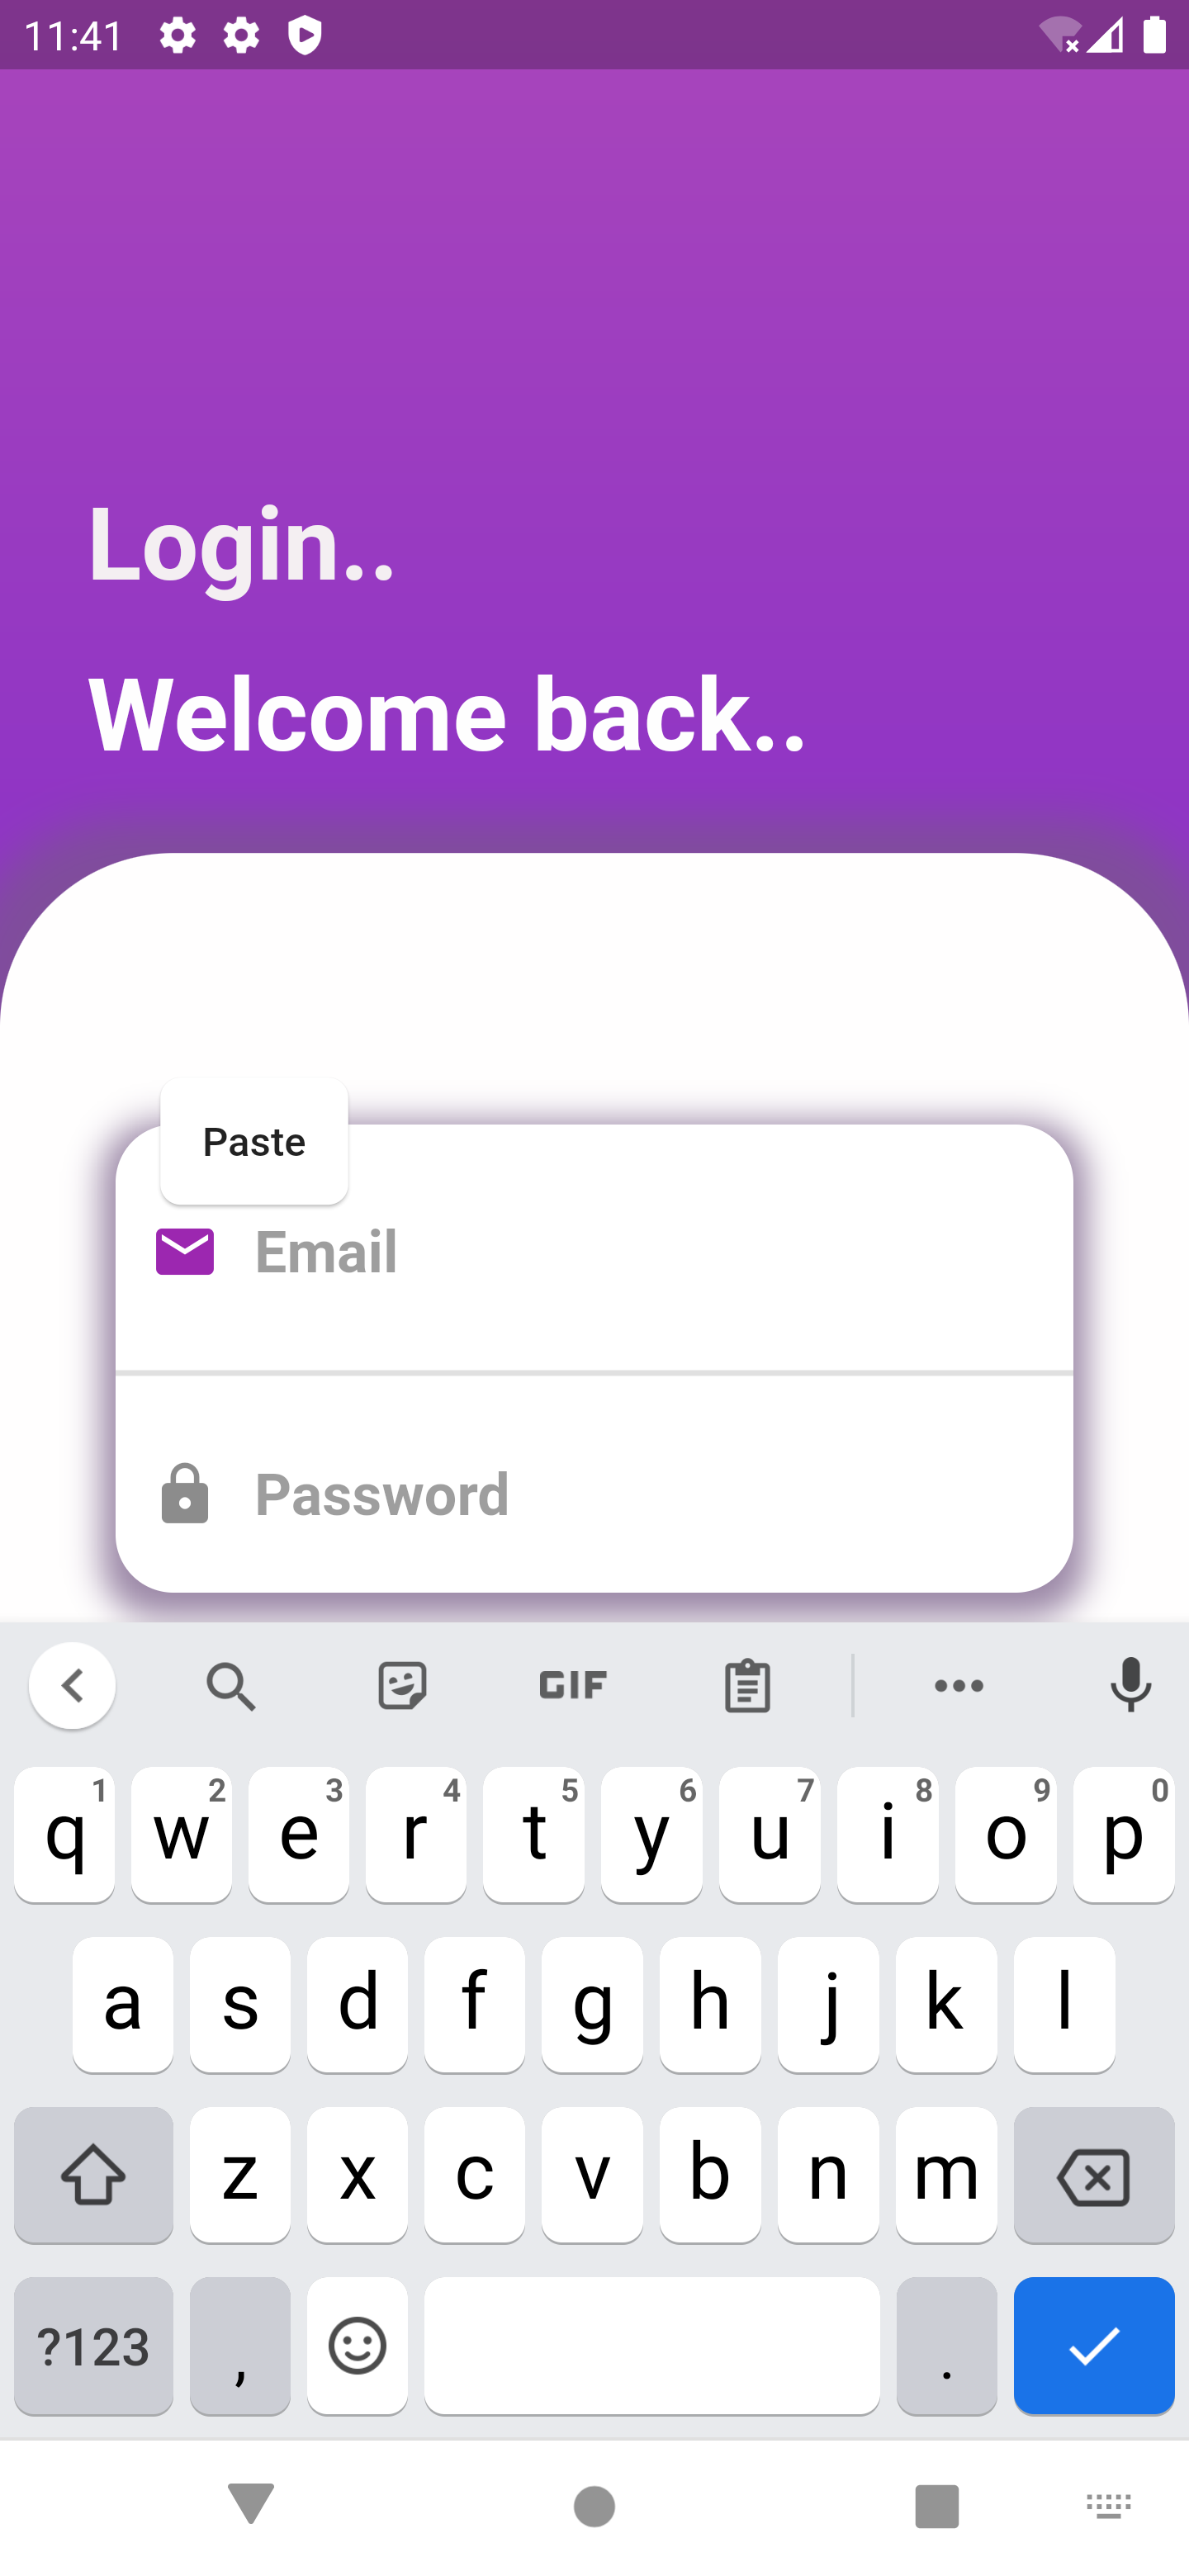 11:41
Login..
Welcome back..
Paste
Email
Password
GIF
q 1 w 2 e 3 r 4 t 5 y 6 u 7 i 8 o 9 p 0
a s d f g h j k l
z x c v b n m
?123 , .